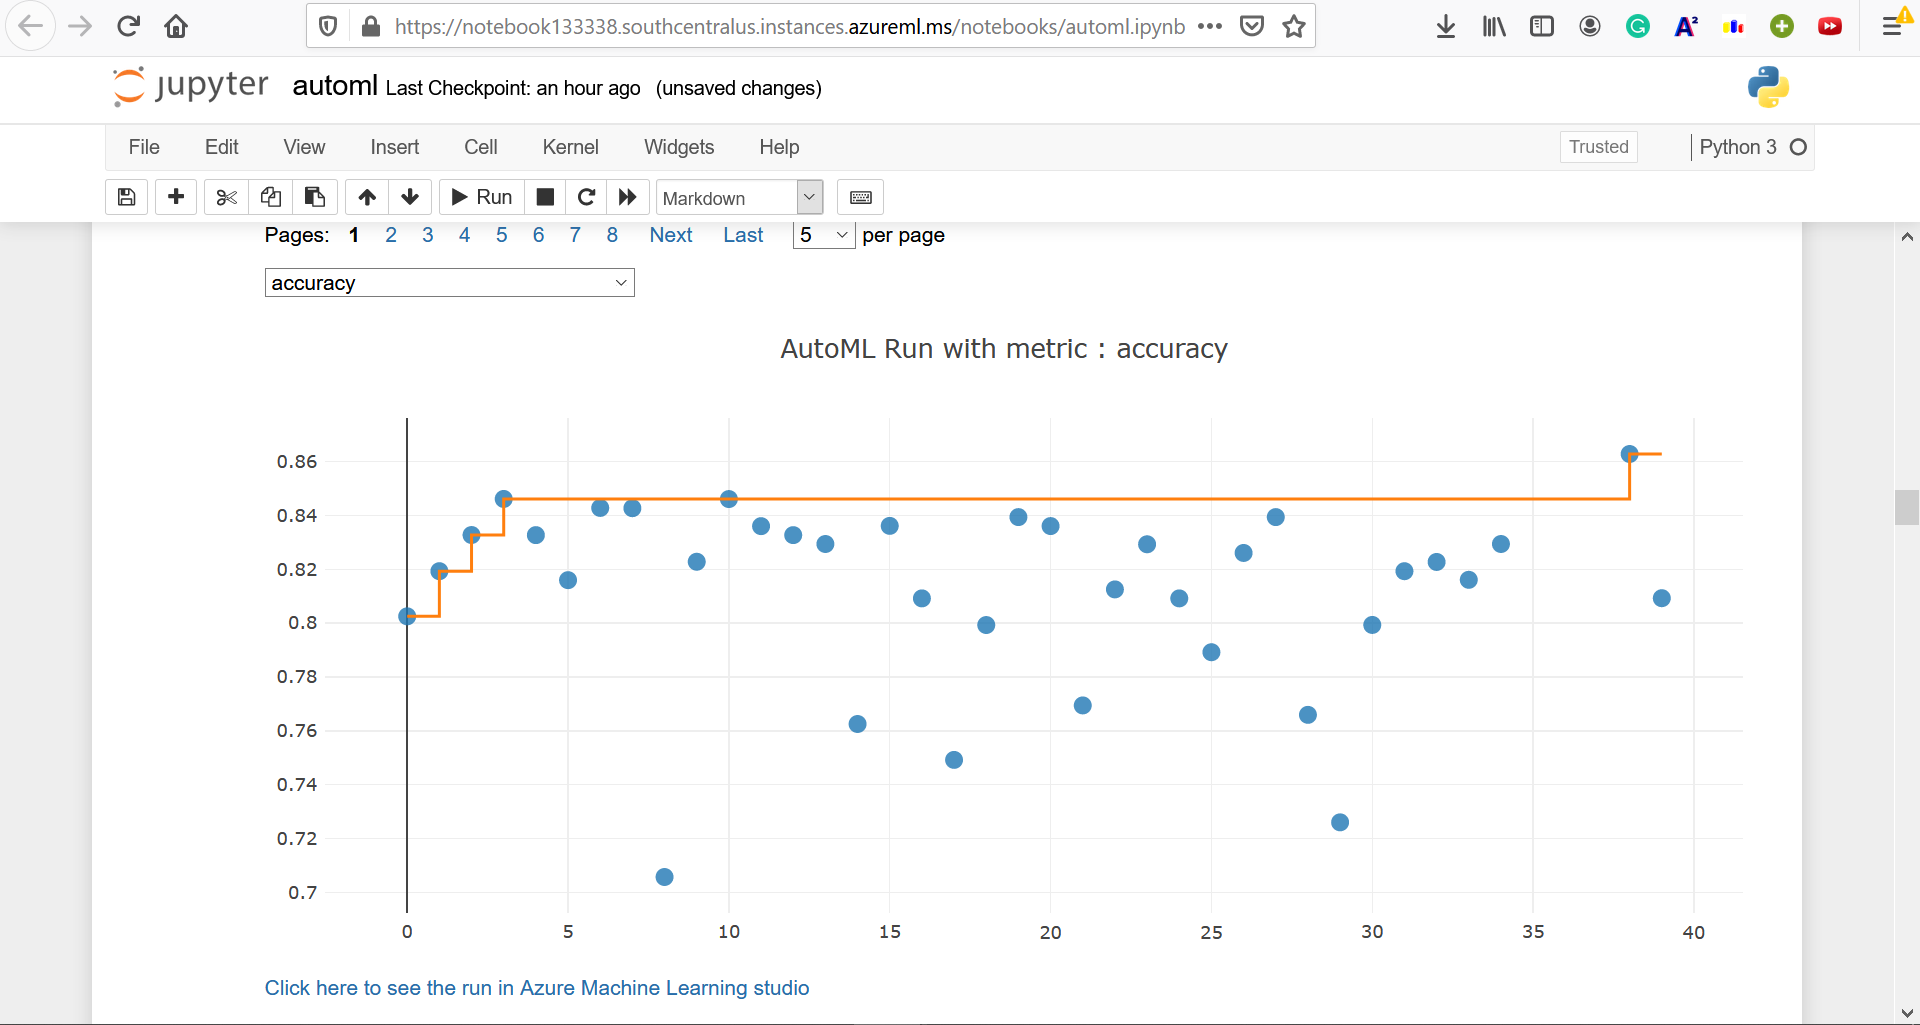 https://notebook133338.southcentralus.instances.azureml.ms/notebooks/automl.ipynb
jupyter automl Last Checkpoint: an hour ago (unsaved changes)
File Edit View Insert Cell Kernel Widgets Help Trusted Python 3
Run Markdown
Pages: 1 2 3 4 5 6 7 8 Next Last 5 per page
accuracy
AutoML Run with metric : accuracy
0.86
0.84
0.82
0.8
0.78
0.76
0.74
0.72
0.7
0 5 10 15 20 25 30 35 40
Click here to see the run in Azure Machine Learning studio